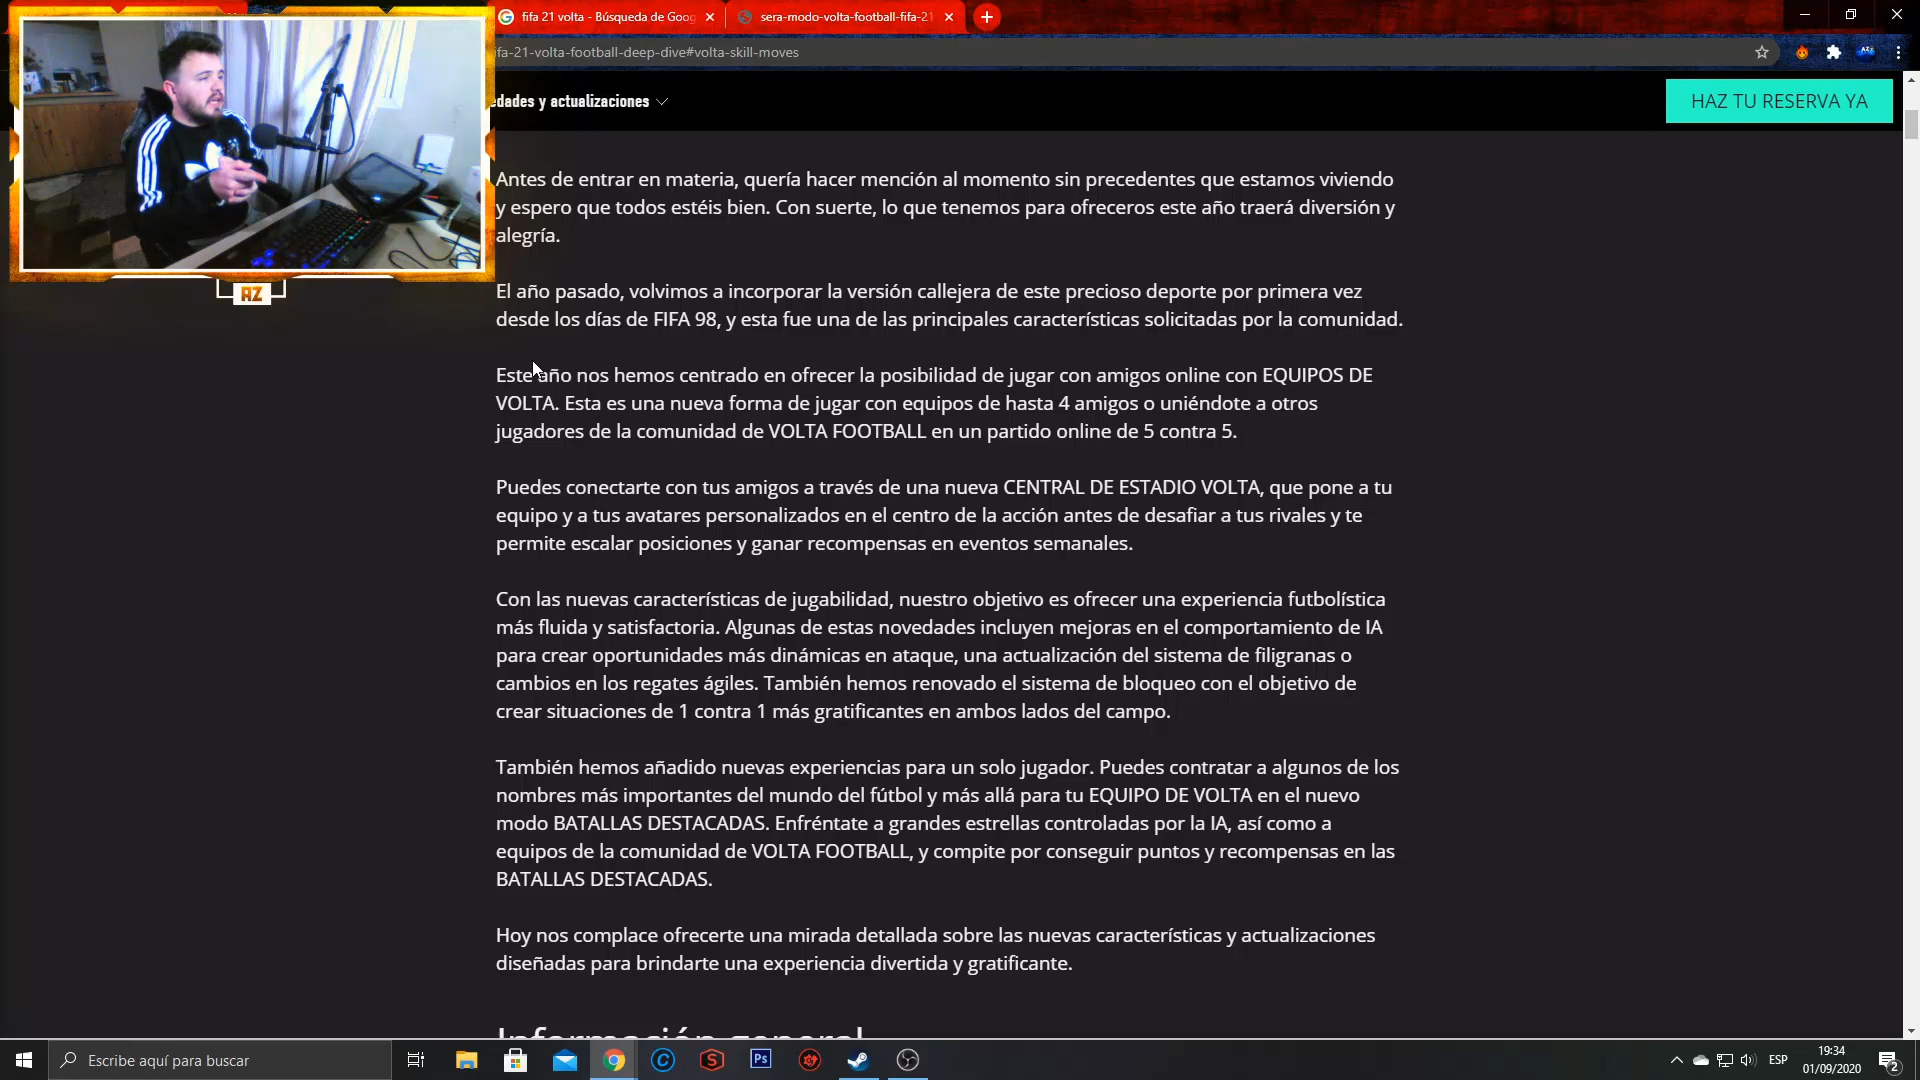 fifa 21 volta - Búsqueda de Goog
sera-modo-volta-football-fifa-21
fa-21-volta-football-deep-dive#volta-skill-moves
edades y actualizaciones
HAZ TU RESERVA YA
AZ
Antes de entrar en materia, quería hacer mención al momento sin precedentes que estamos viviendo
y espero que todos estéis bien. Con suerte, lo que tenemos para ofreceros este año traerá diversión y
alegría.
El año pasado, volvimos a incorporar la versión callejera de este precioso deporte por primera vez
desde los días de FIFA 98, y esta fue una de las principales características solicitadas por la comunidad.
Este año nos hemos centrado en ofrecer la posibilidad de jugar con amigos online con EQUIPOS DE
VOLTA. Esta es una nueva forma de jugar con equipos de hasta 4 amigos o uniéndote a otros
jugadores de la comunidad de VOLTA FOOTBALL en un partido online de 5 contra 5.
Puedes conectarte con tus amigos a través de una nueva CENTRAL DE ESTADIO VOLTA, que pone a tu
equipo y a tus avatares personalizados en el centro de la acción antes de desafiar a tus rivales y te
permite escalar posiciones y ganar recompensas en eventos semanales.
Con las nuevas características de jugabilidad, nuestro objetivo es ofrecer una experiencia futbolística
más fluida y satisfactoria. Algunas de estas novedades incluyen mejoras en el comportamiento de IA
para crear oportunidades más dinámicas en ataque, una actualización del sistema de filigranas o
cambios en los regates ágiles. También hemos renovado el sistema de bloqueo con el objetivo de
crear situaciones de 1 contra 1 más gratificantes en ambos lados del campo.
También hemos añadido nuevas experiencias para un solo jugador. Puedes contratar a algunos de los
nombres más importantes del mundo del fútbol y más allá para tu EQUIPO DE VOLTA en el nuevo
modo BATALLAS DESTACADAS. Enfréntate a grandes estrellas controladas por la IA, así como a
equipos de la comunidad de VOLTA FOOTBALL, y compite por conseguir puntos y recompensas en las
BATALLAS DESTACADAS.
Hoy nos complace ofrecerte una mirada detallada sobre las nuevas características y actualizaciones
diseñadas para brindarte una experiencia divertida y gratificante.
Información general
Escribe aquí para buscar
Ps
ESP
19:34
01/09/2020
2